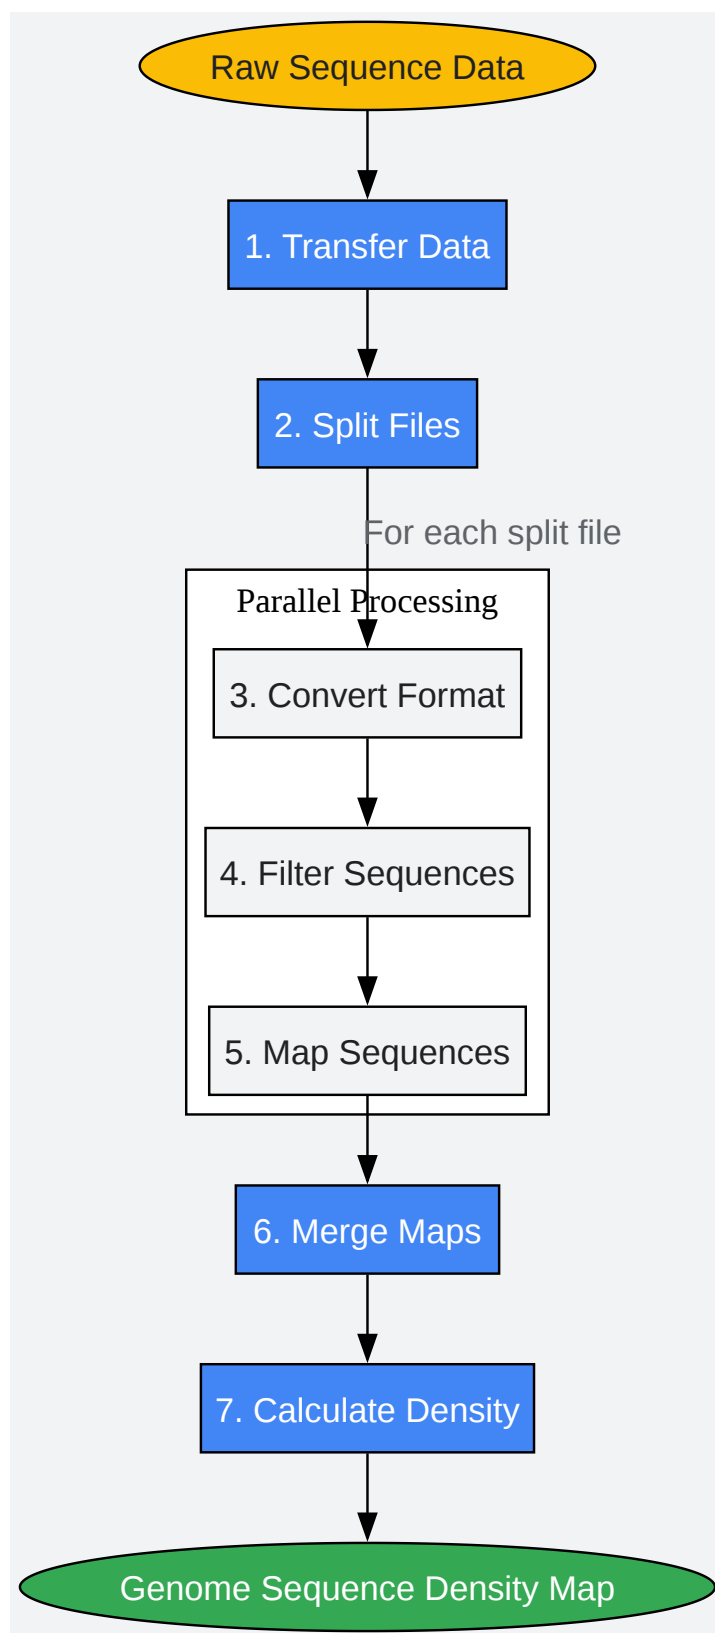 Raw Sequence Data
1. Transfer Data
2. Split Files
For each split file
Parallel Processing
3. Convert Format
4. Filter Sequences
5. Map Sequences
6. Merge Maps
7. Calculate Density
Genome Sequence Density Map